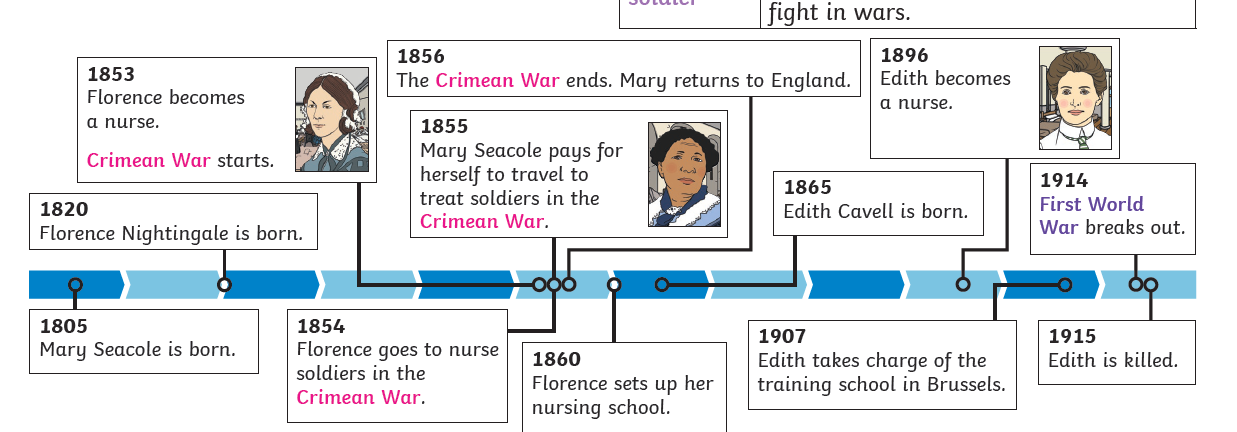 soldier
fight in wars.
1853
Florence becomes
a nurse.
Crimean War starts.
1856
The Crimean War ends. Mary returns to England.
1896
Edith becomes
a nurse.
1855
Mary Seacole pays for
herself to travel to
treat soldiers in the
Crimean War.
1820
Florence Nightingale is born.
1865
Edith Cavell is born.
1914
First World
War breaks out.
1805
Mary Seacole is born.
1854
Florence goes to nurse
soldiers in the
Crimean War.
1860
Florence sets up her
nursing school.
1907
Edith takes charge of the
training school in Brussels.
1915
Edith is killed.